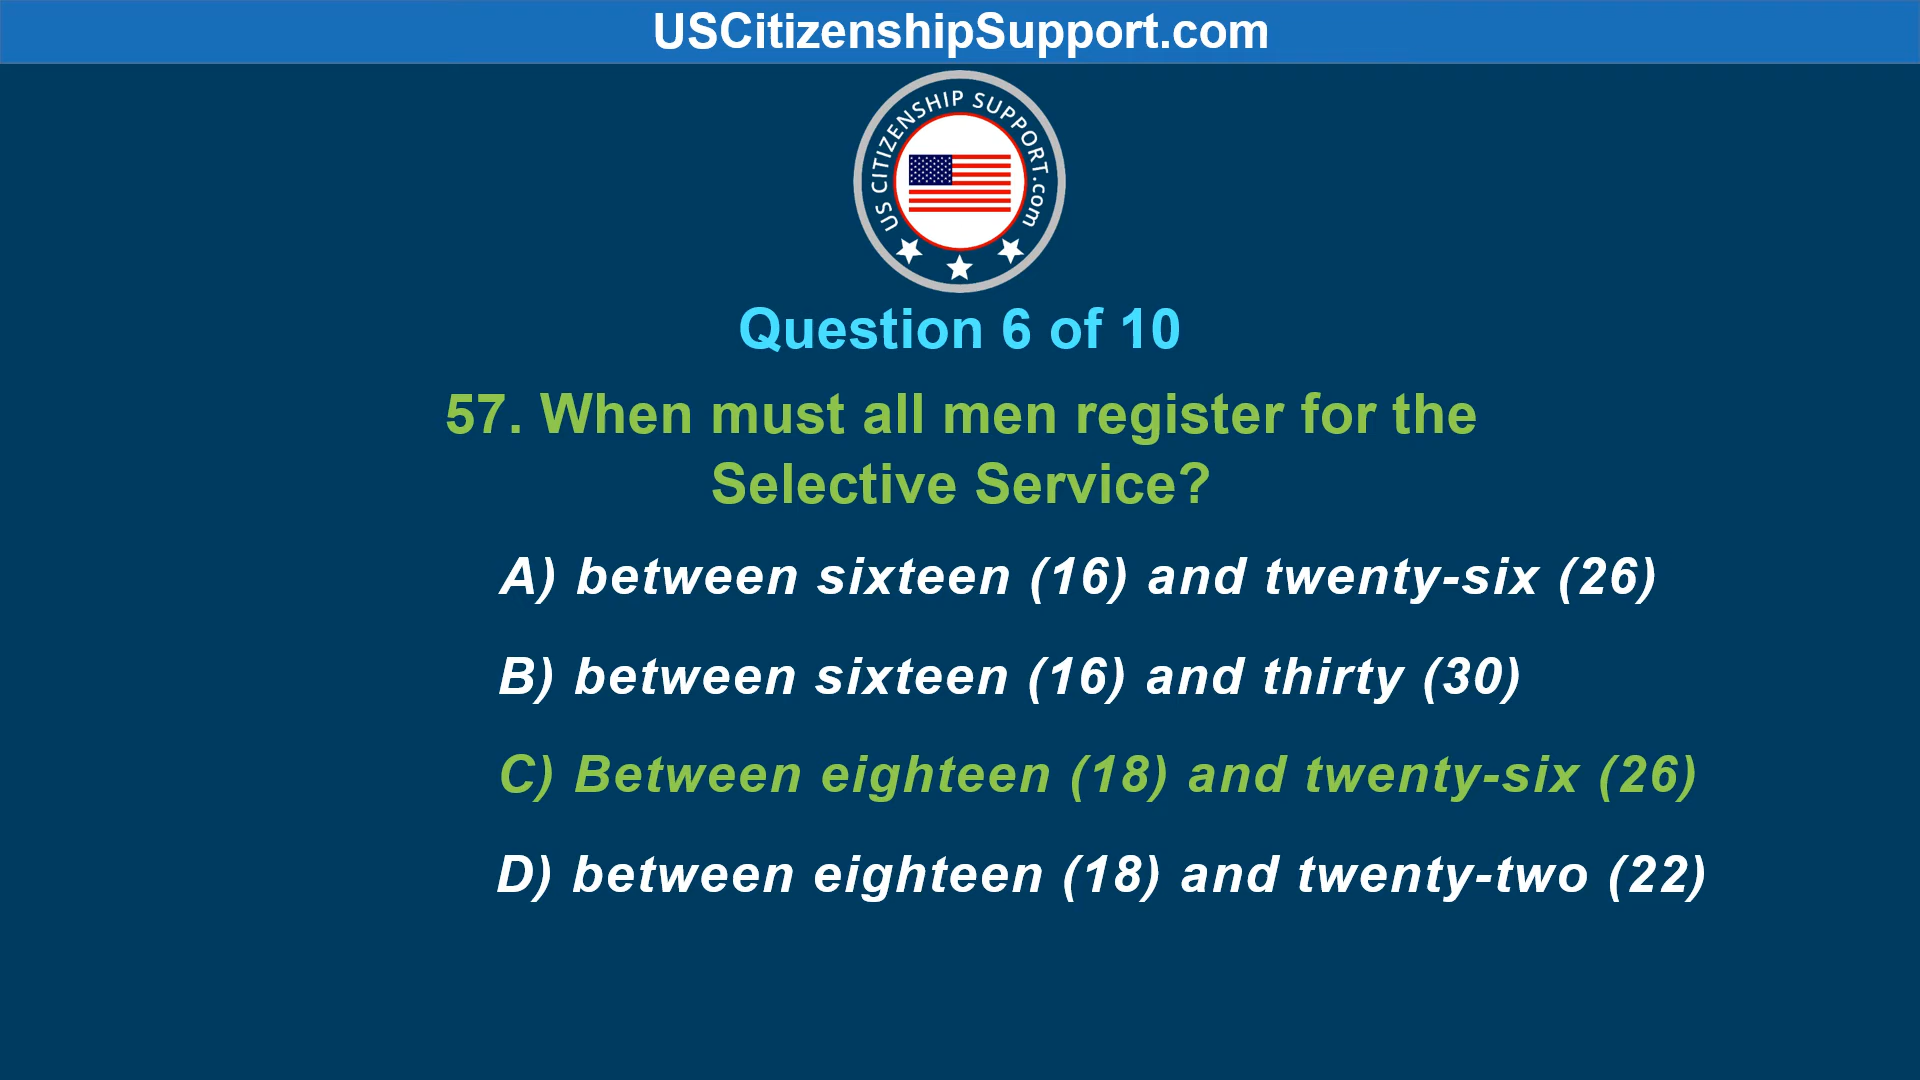 USCitizenshipSupport.com
US CITIZENSHIP SUPPORT.com
Question 6 of 10
57. When must all men register for the
Selective Service?
A) between sixteen (16) and twenty-six (26)
B) between sixteen (16) and thirty (30)
C) Between eighteen (18) and twenty-six (26)
D) between eighteen (18) and twenty-two (22)